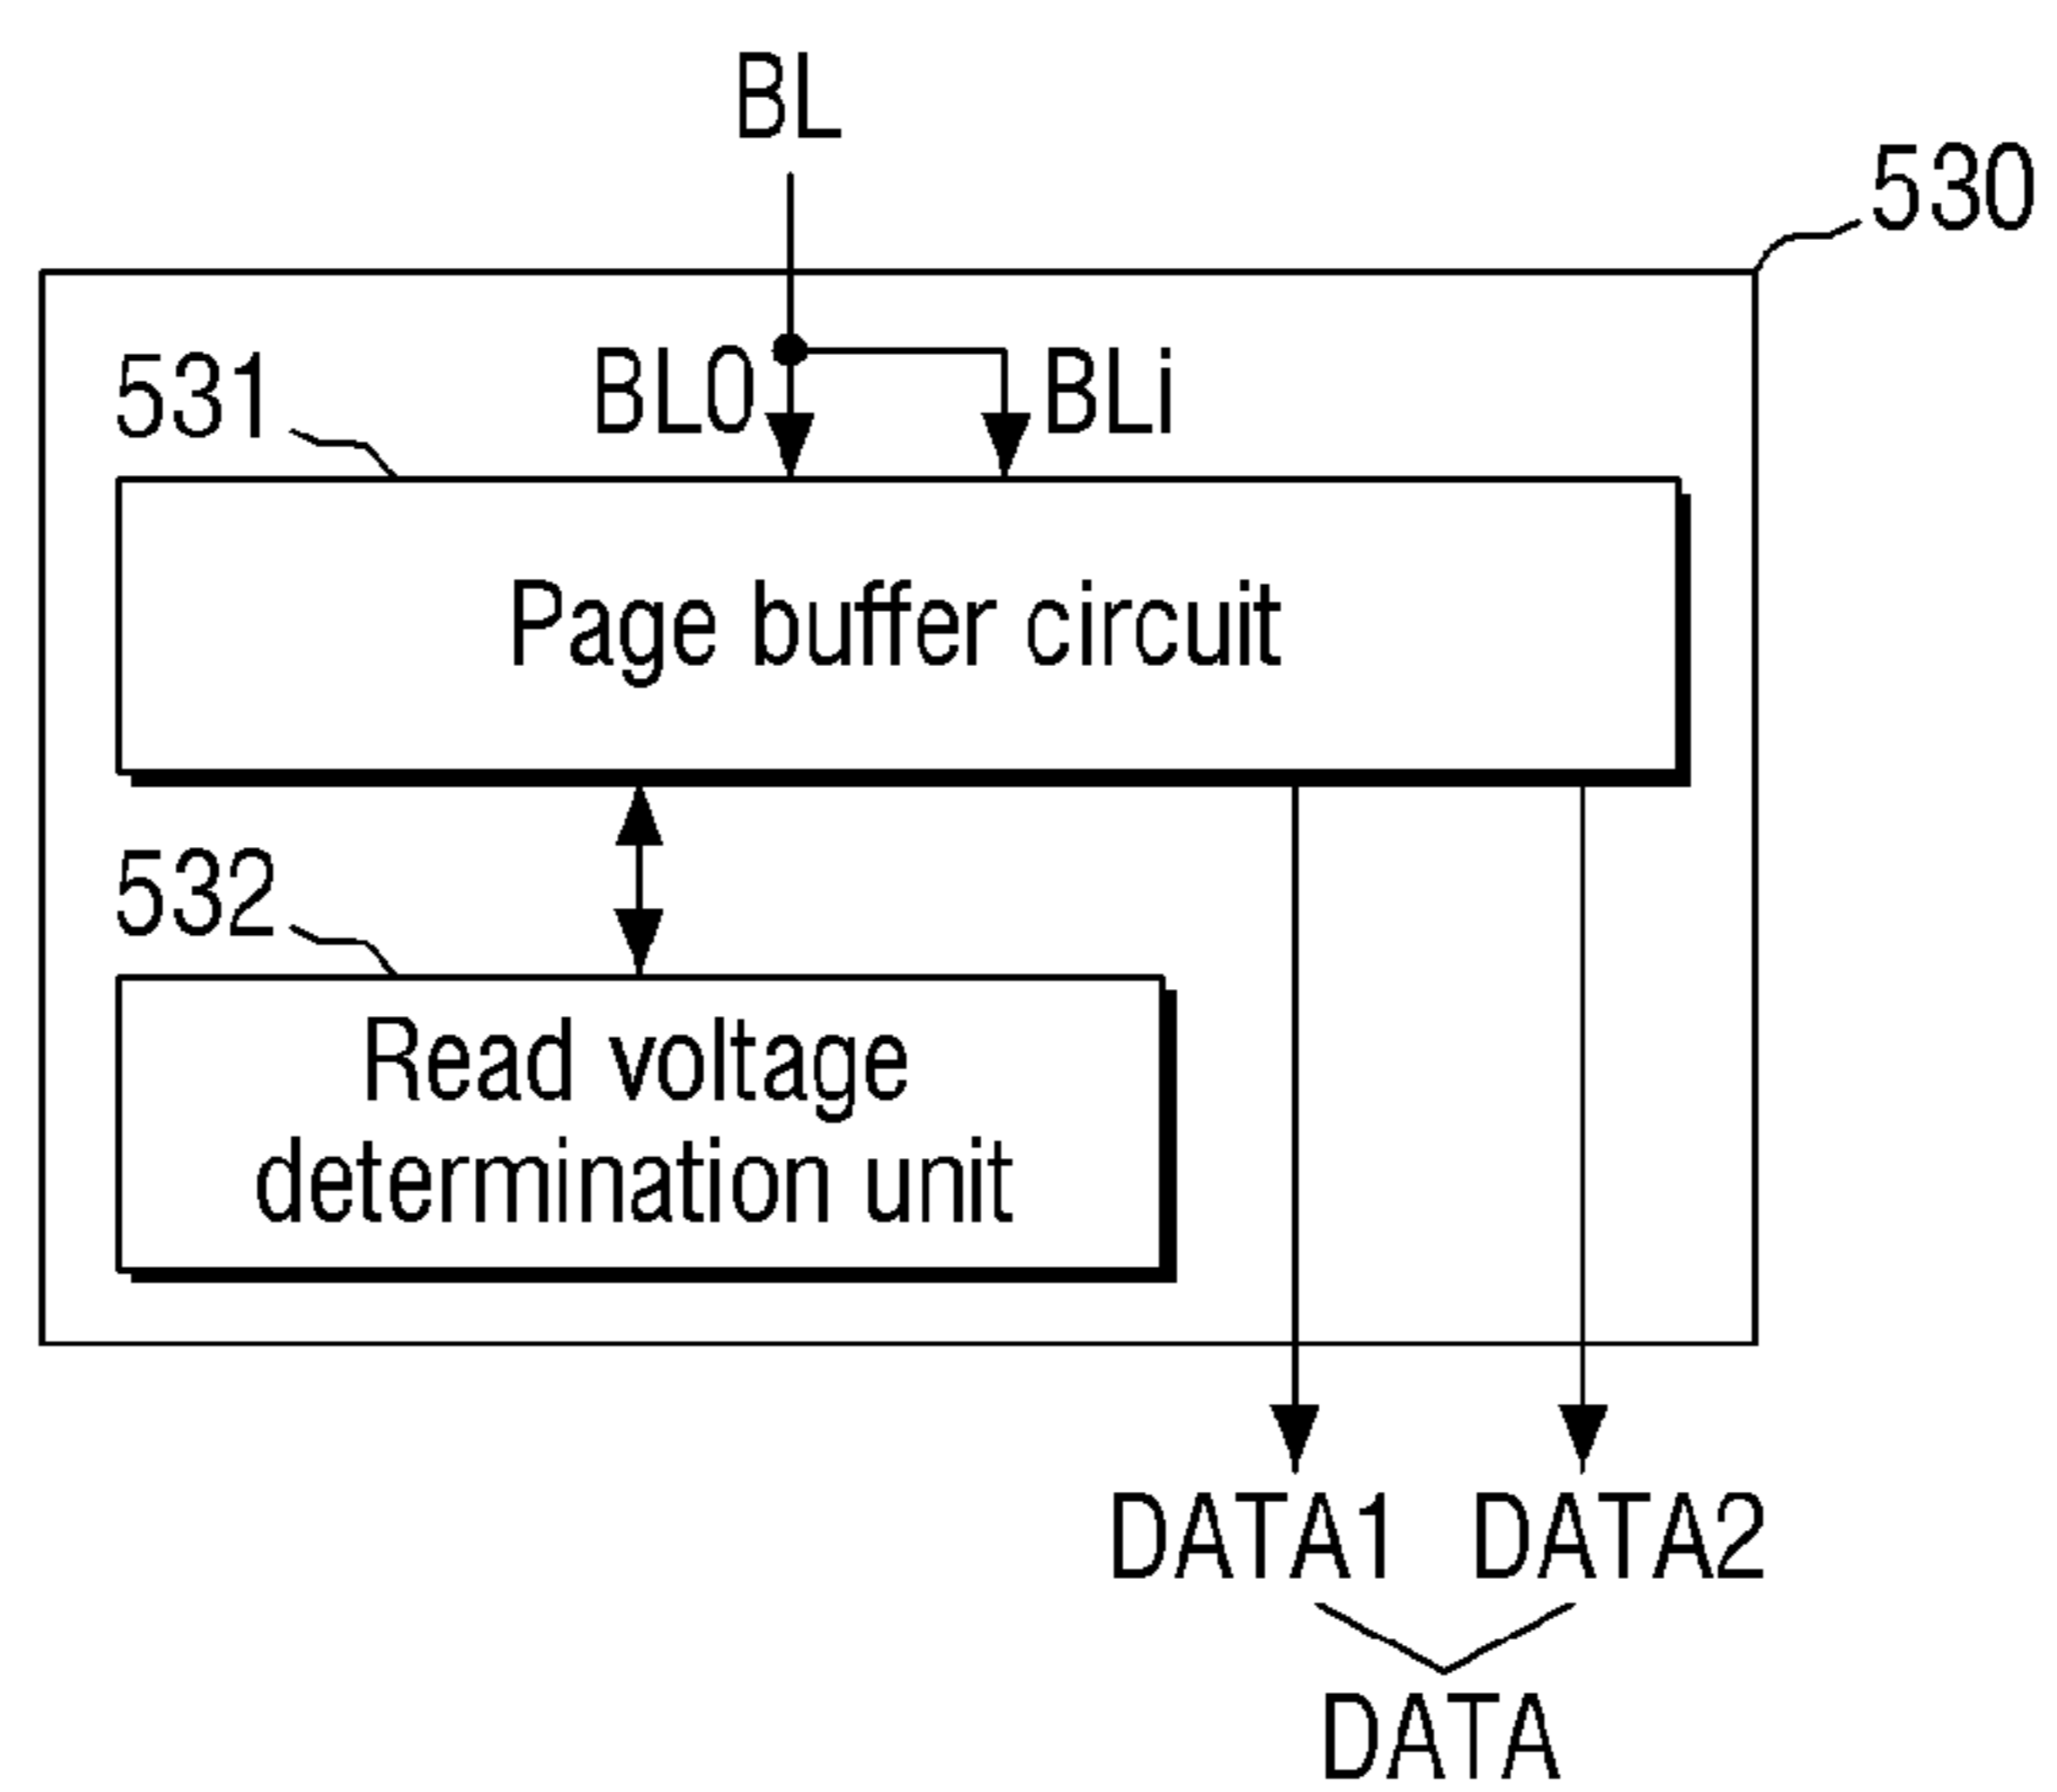 BL
530
531
BL0
BLi
Page buffer circuit
532
Read voltage
determination unit
DATA1 DATA2
DATA